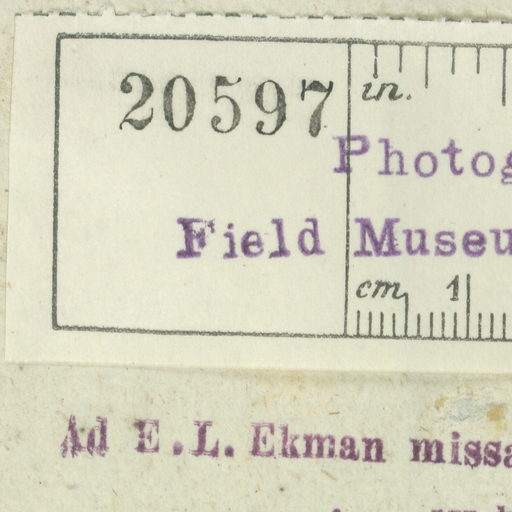 20597
in.
Photog
Field Museu
cm 1
Ad E.L. Ekman missa